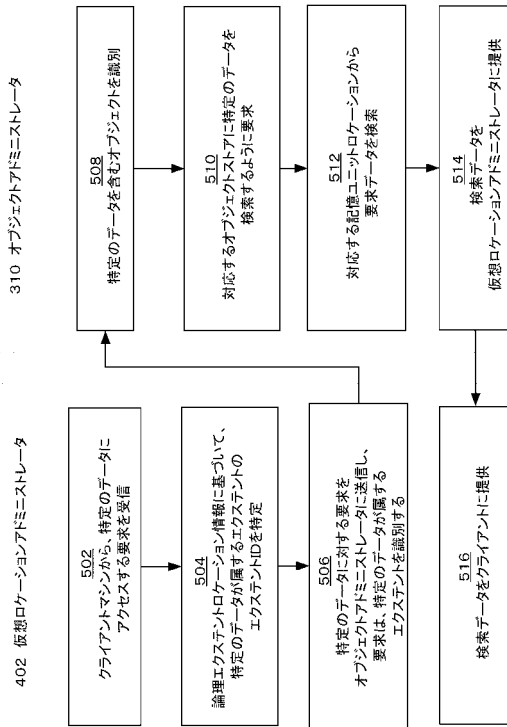 402 仮想ロケーションアドミニストレータ
502
クライアントマシンから、特定のデータに
アクセスする要求を受信
504
論理エクステントロケーション情報に基づいて、
特定のデータが属するエクステントの
エクステントIDを特定
506
特定のデータに対する要求を
オブジェクトアドミニストレータに送信し、
要求は、特定のデータが属する
エクステントを識別する
516
検索データをクライアントに提供
310 オブジェクトアドミニストレータ
508
特定のデータを含むオブジェクトを識別
510
対応するオブジェクトストアに特定のデータを
検索するように要求
512
対応する記憶ユニットロケーションから
要求データを検索
514
検索データを
仮想ロケーションアドミニストレータに提供